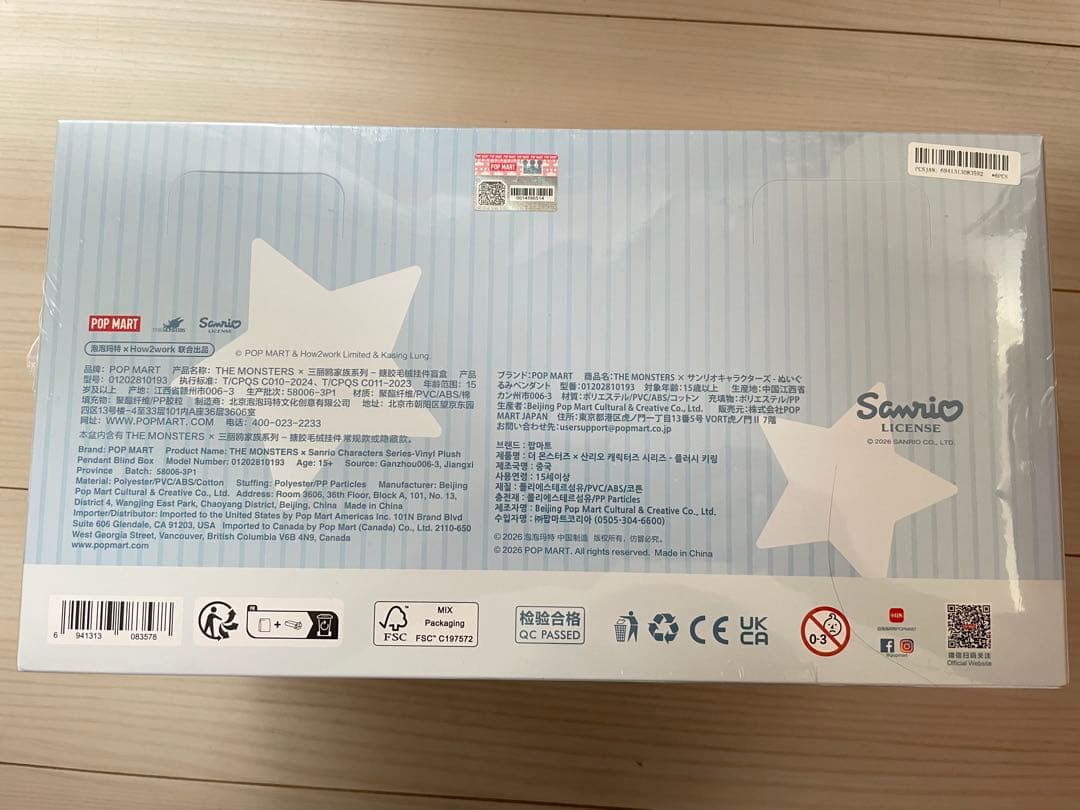 POP MART
POP MART
0014186514
PCSJAN: 6941313083592 *6PCS
POP MART
THE MONSTERS
Sanrio
LICENSE
泡泡玛特 × How2work 联合出品
© POP MART & How2work Limited & Kasing Lung.
品牌: POP MART 产品名称: THE MONSTERS × 三丽鸥家族系列 – 搪胶毛绒挂件盲盒 产品
型号: 01202810193 执行标准: T/CPQS C010-2024、T/CPQS C011-2023 年龄范围: 15
岁及以上 产地: 江西省赣州市006-3 生产批次: 58006-3P1 材质: 聚酯纤维/PVC/ABS/棉
填充物: 聚酯纤维/PP胶粒 制造商: 北京泡泡玛特文化创意有限公司 地址: 北京市朝阳区望京东园
四区13号楼-4至33层101内A座36层3606室
网址: WWW.POPMART.COM 电话: 400-023-2233
本盒内含有 THE MONSTERS × 三丽鸥家族系列 – 搪胶毛绒挂件 常规款或隐藏款。
Brand: POP MART Product Name: THE MONSTERS × Sanrio Characters Series-Vinyl Plush
Pendant Blind Box Model Number: 01202810193 Age: 15+ Source: Ganzhou006-3, Jiangxi
Province Batch: 58006-3P1
Material: Polyester/PVC/ABS/Cotton Stuffing: Polyester/PP Particles Manufacturer: Beijing
Pop Mart Cultural & Creative Co., Ltd. Address: Room 3606, 36th Floor, Block A, 101, No. 13,
District 4, Wangjing East Park, Chaoyang District, Beijing, China Made in China
Importer/Distributor: Imported to the United States by Pop Mart Americas Inc. 101N Brand Blvd
Suite 606 Glendale, CA 91203, USA Imported to Canada by Pop Mart (Canada) Co., Ltd. 2110-650
West Georgia Street, Vancouver, British Columbia V6B 4N9, Canada
www.popmart.com
ブランド: POP MART 商品名: THE MONSTERS × サンリオキャラクターズ - ぬいぐ
るみペンダント 型番: 01202810193 対象年齢: 15歳以上 生産地: 中国江西省
カン州市006-3 材質: ポリエステル/PVC/ABS/コットン 充填物: ポリエステル/PP
生産者: Beijing Pop Mart Cultural & Creative Co., Ltd. 販売元: 株式会社POP
MART JAPAN 住所: 東京都港区虎ノ門一丁目13番5号 VORT虎ノ門Ⅱ 7階
お問い合わせ先: usersupport@popmart.co.jp
브랜드 : 팝마트
제품명 : 더 몬스터즈 × 산리오 캐릭터즈 시리즈 - 플러시 키링
제조국명 : 중국
사용연령 : 15세이상
재질 : 폴리에스테르섬유/PVC/ABS/코튼
충전재 : 폴리에스테르섬유/PP Particles
제조자명 : Beijing Pop Mart Cultural & Creative Co., Ltd.
수입자명 : ㈜팝마트코리아 (0505-304-6600)
© 2026 泡泡玛特 中国制造 版权所有，仿冒必究。
© 2026 POP MART. All rights reserved. Made in China
Sanrio
LICENSE
© 2026 SANRIO CO., LTD.
6 941313 083578
FSC
MIX
Packaging
FSC™ C197572
检验合格
QC PASSED
CE
UK
CA
0-3
@popmart
微信扫码关注
Official Website